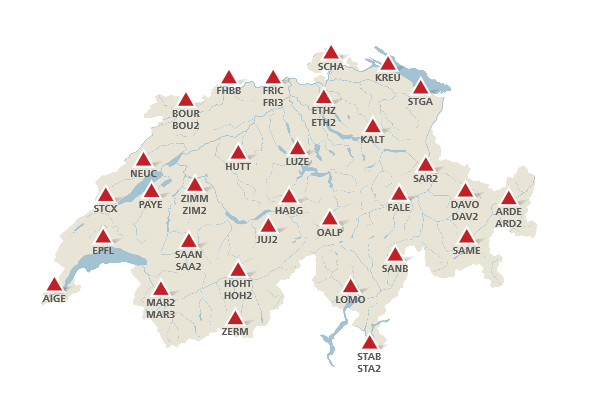 SCHA
KREU
FHBB
FRIC
FRI3
STGA
BOUR
BOU2
ETHZ
ETH2
KALT
NEUC
HUTT
LUZE
SAR2
STCX
PAYE
ZIMM
ZIM2
HABG
FALE
DAVO
DAV2
ARDE
ARD2
EPFL
SAAN
SAA2
JUJ2
OALP
SANB
SAME
AIGE
MAR2
MAR3
HOHT
HOH2
LOMO
ZERM
STAB
STA2